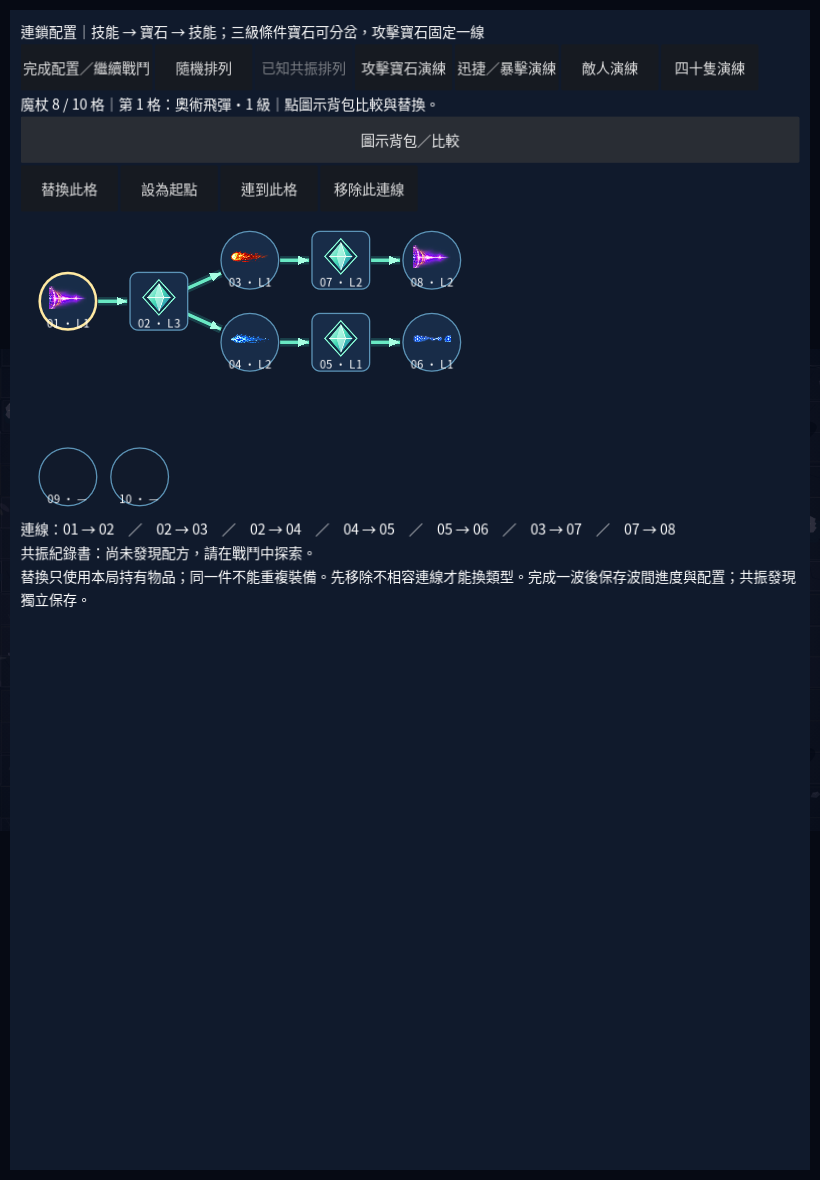 連鎖配置｜技能 → 寶石 → 技能；三級條件寶石可分岔，攻擊寶石固定一線
完成配置／繼續戰鬥 隨機排列 已知共振排列 攻擊寶石演練 迅捷／暴擊演練 敵人演練 四十隻演練
魔杖 8 / 10 格｜第 1 格：奧術飛彈・1 級｜點圖示背包比較與替換。
圖示背包／比較
替換此格 設為起點 連到此格 移除此連線
03・L1 07・L2 08・L2
01・L1 02・L3
04・L2 05・L1 06・L1
09・— 10・—
連線：01 → 02 ／ 02 → 03 ／ 02 → 04 ／ 04 → 05 ／ 05 → 06 ／ 03 → 07 ／ 07 → 08
共振紀錄書：尚未發現配方，請在戰鬥中探索。
替換只使用本局持有物品；同一件不能重複裝備。先移除不相容連線才能換類型。完成一波後保存波間進度與配置；共振發現
獨立保存。